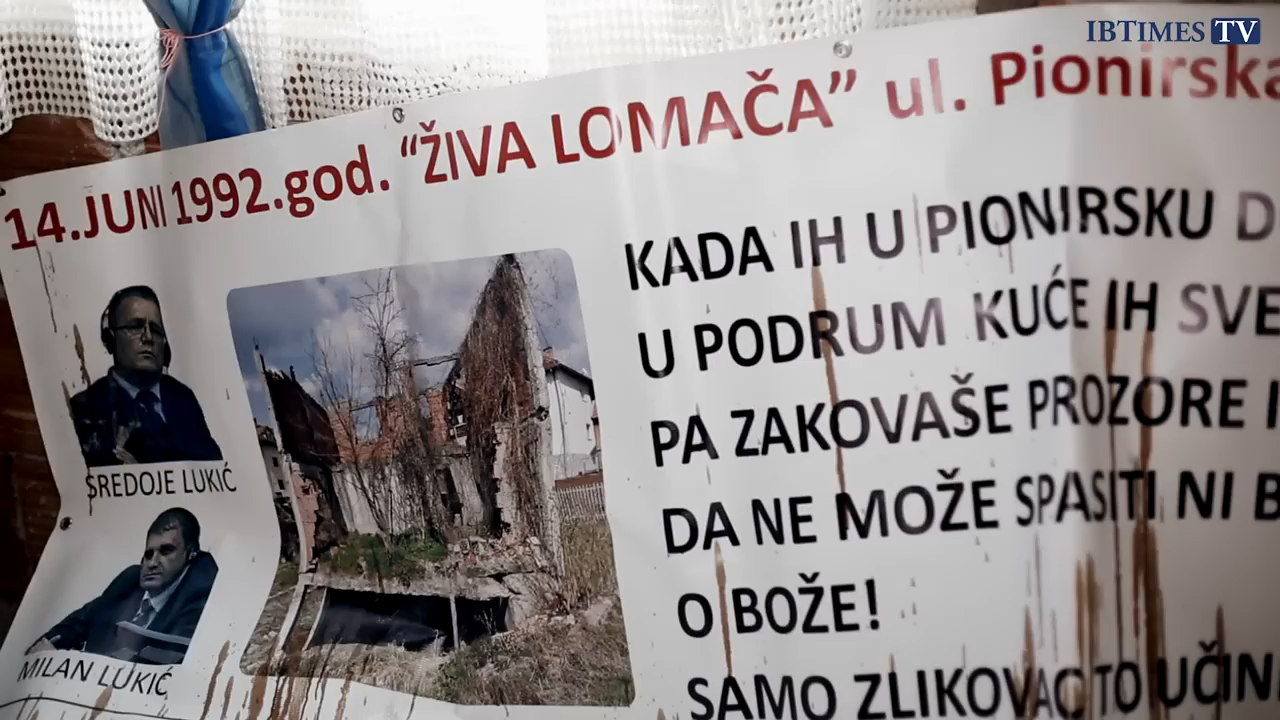 IBTIMES TV
14.JUNI 1992.god. “ŽIVA LOMAČA” ul. Pionirska
KADA IH U PIONIRSKU D
U PODRUM KUĆE IH SVE
PA ZAKOVAŠE PROZORE I
DA NE MOŽE SPASITI NI B
O BOŽE!
SAMO ZLIKOVAC TO UČIN
SREDOJE LUKIĆ
MILAN LUKIĆ